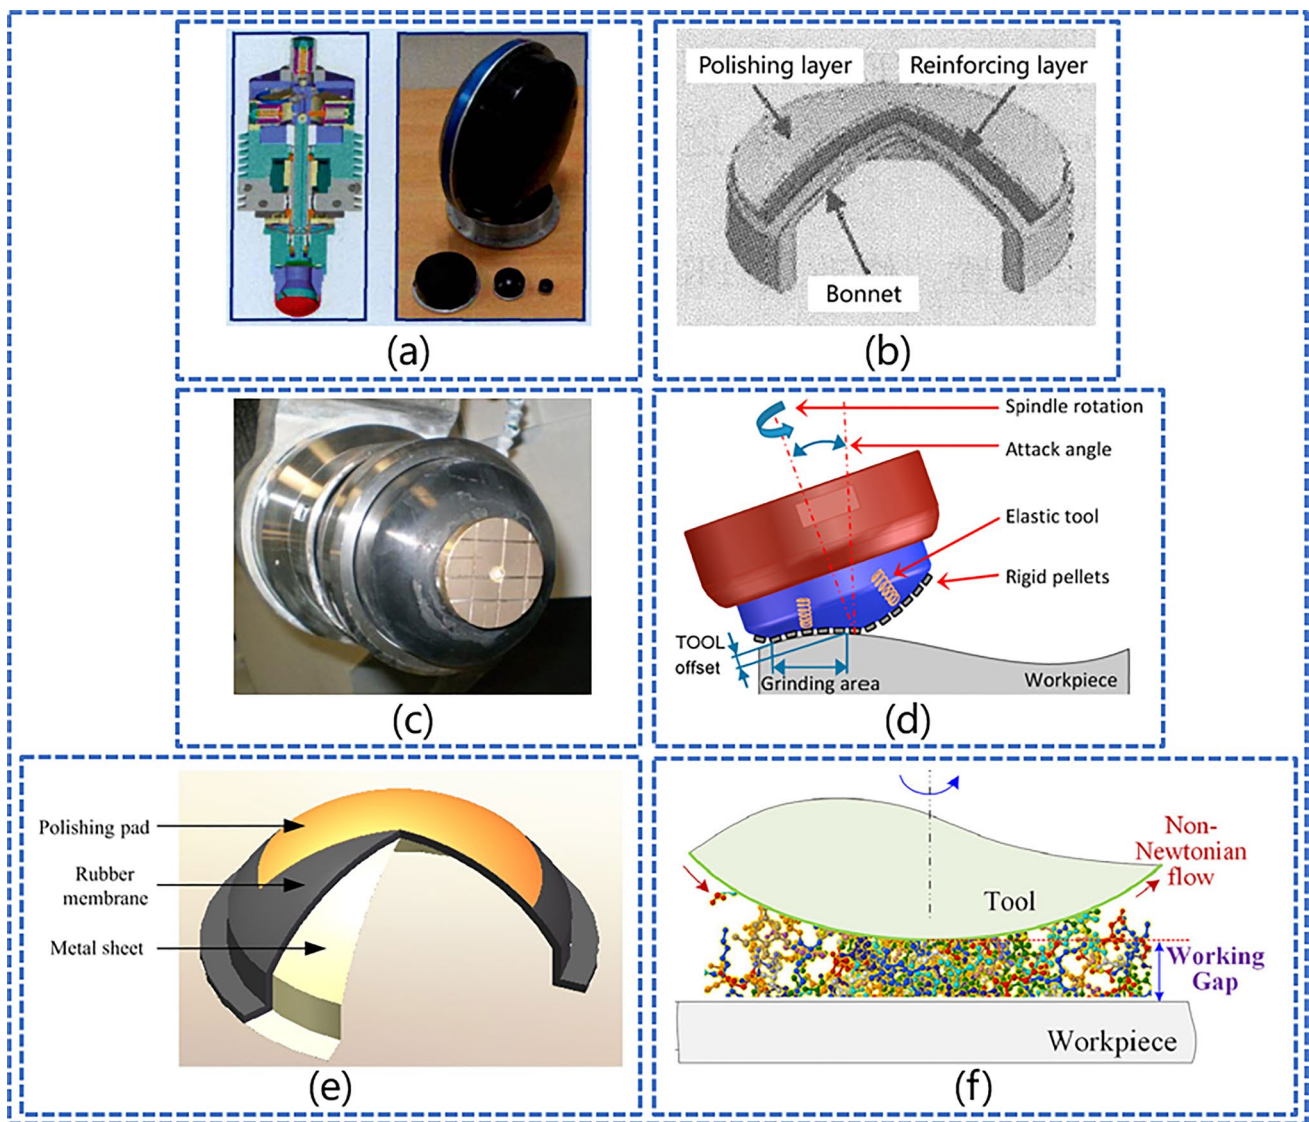 (a)
Polishing layer
Reinforcing layer
Bonnet
(b)
(c)
Spindle rotation
Attack angle
Elastic tool
Rigid pellets
TOOL
offset
Grinding area
Workpiece
(d)
Polishing pad
Rubber
membrane
Metal sheet
(e)
Non-
Newtonian
flow
Tool
Working
Gap
Workpiece
(f)